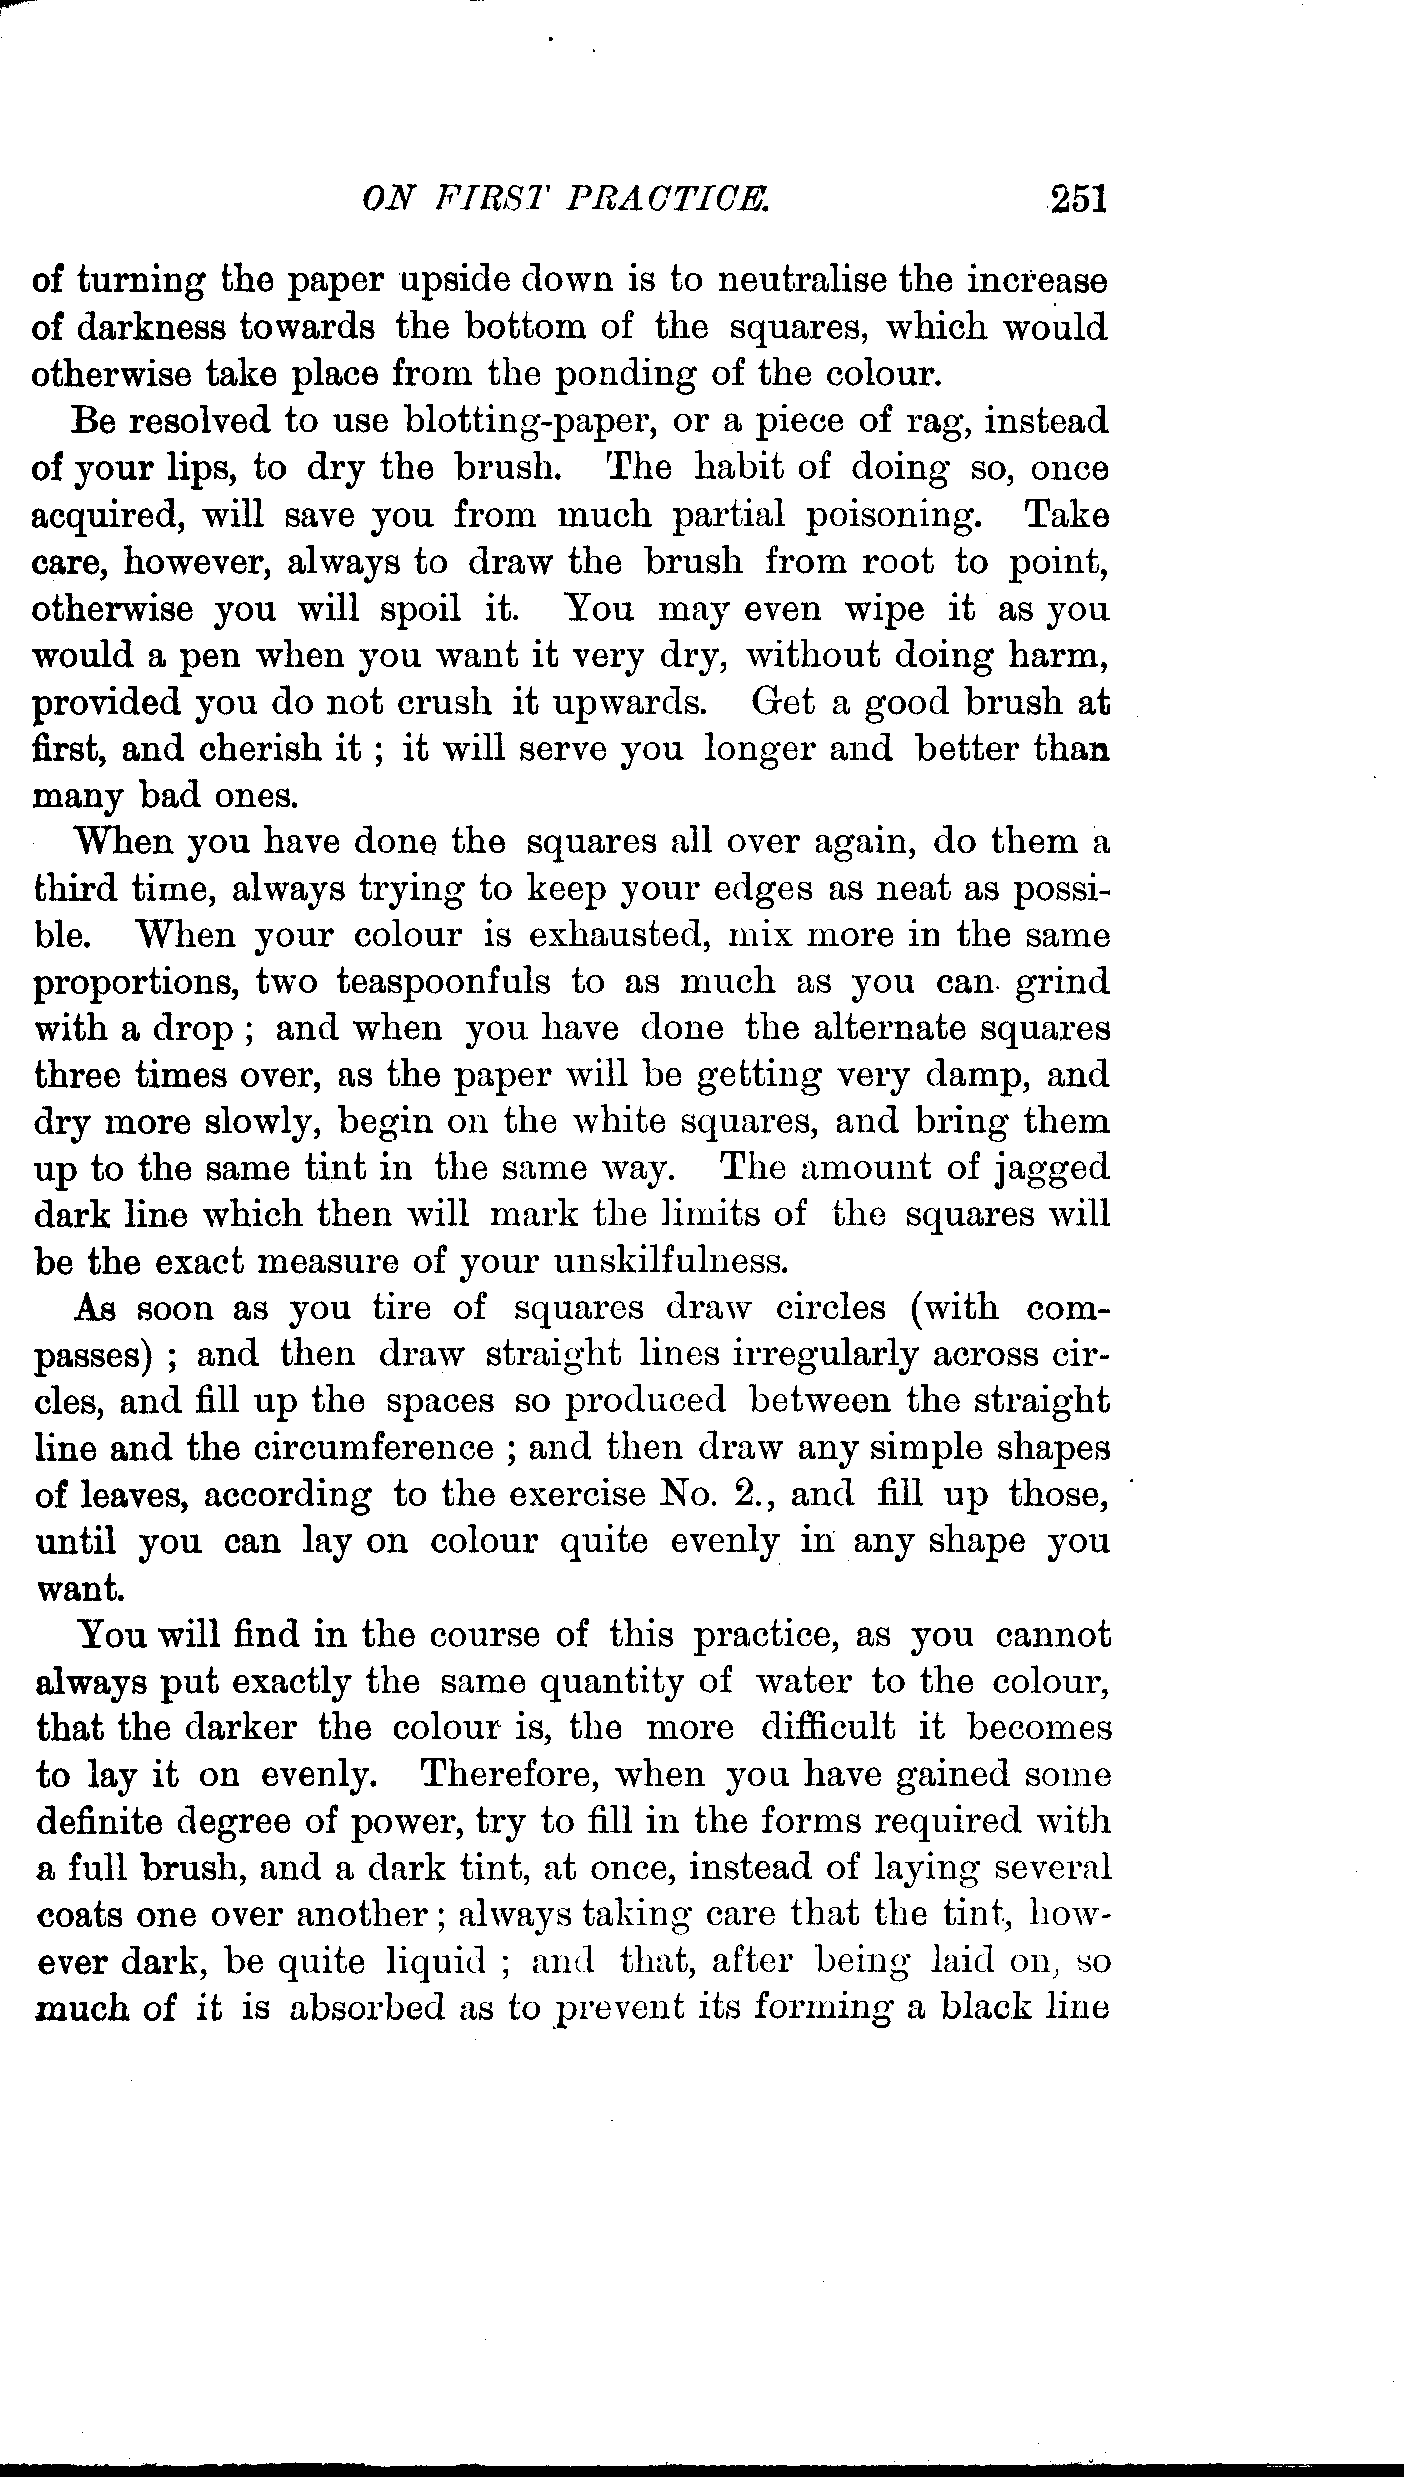 ON FIRST PRACTICE. 251
of turning the paper upside down is to neutralise the increase
of darkness towards the bottom of the squares, which would
otherwise take place from the ponding of the colour.
Be resolved to use blotting-paper, or a piece of rag, instead
of your lips, to dry the brush. The habit of doing so, once
acquired, will save you from much partial poisoning. Take
care, however, always to draw the brush from root to point,
otherwise you will spoil it. You may even wipe it as you
would a pen when you want it very dry, without doing harm,
provided you do not crush it upwards. Get a good brush at
first, and cherish it ; it will serve you longer and better than
many bad ones.
When you have done the squares all over again, do them a
third time, always trying to keep your edges as neat as possi-
ble. When your colour is exhausted, mix more in the same
proportions, two teaspoonfuls to as much as you can grind
with a drop ; and when you have done the alternate squares
three times over, as the paper will be getting very damp, and
dry more slowly, begin on the white squares, and bring them
up to the same tint in the same way. The amount of jagged
dark line which then will mark the limits of the squares will
be the exact measure of your unskilfulness.
As soon as you tire of squares draw circles (with com-
passes) ; and then draw straight lines irregularly across cir-
cles, and fill up the spaces so produced between the straight
line and the circumference ; and then draw any simple shapes
of leaves, according to the exercise No. 2., and fill up those,
until you can lay on colour quite evenly in any shape you
want.
You will find in the course of this practice, as you cannot
always put exactly the same quantity of water to the colour,
that the darker the colour is, the more difficult it becomes
to lay it on evenly. Therefore, when you have gained some
definite degree of power, try to fill in the forms required with
a full brush, and a dark tint, at once, instead of laying several
coats one over another ; always taking care that the tint, how-
ever dark, be quite liquid ; and that, after being laid on, so
much of it is absorbed as to prevent its forming a black line